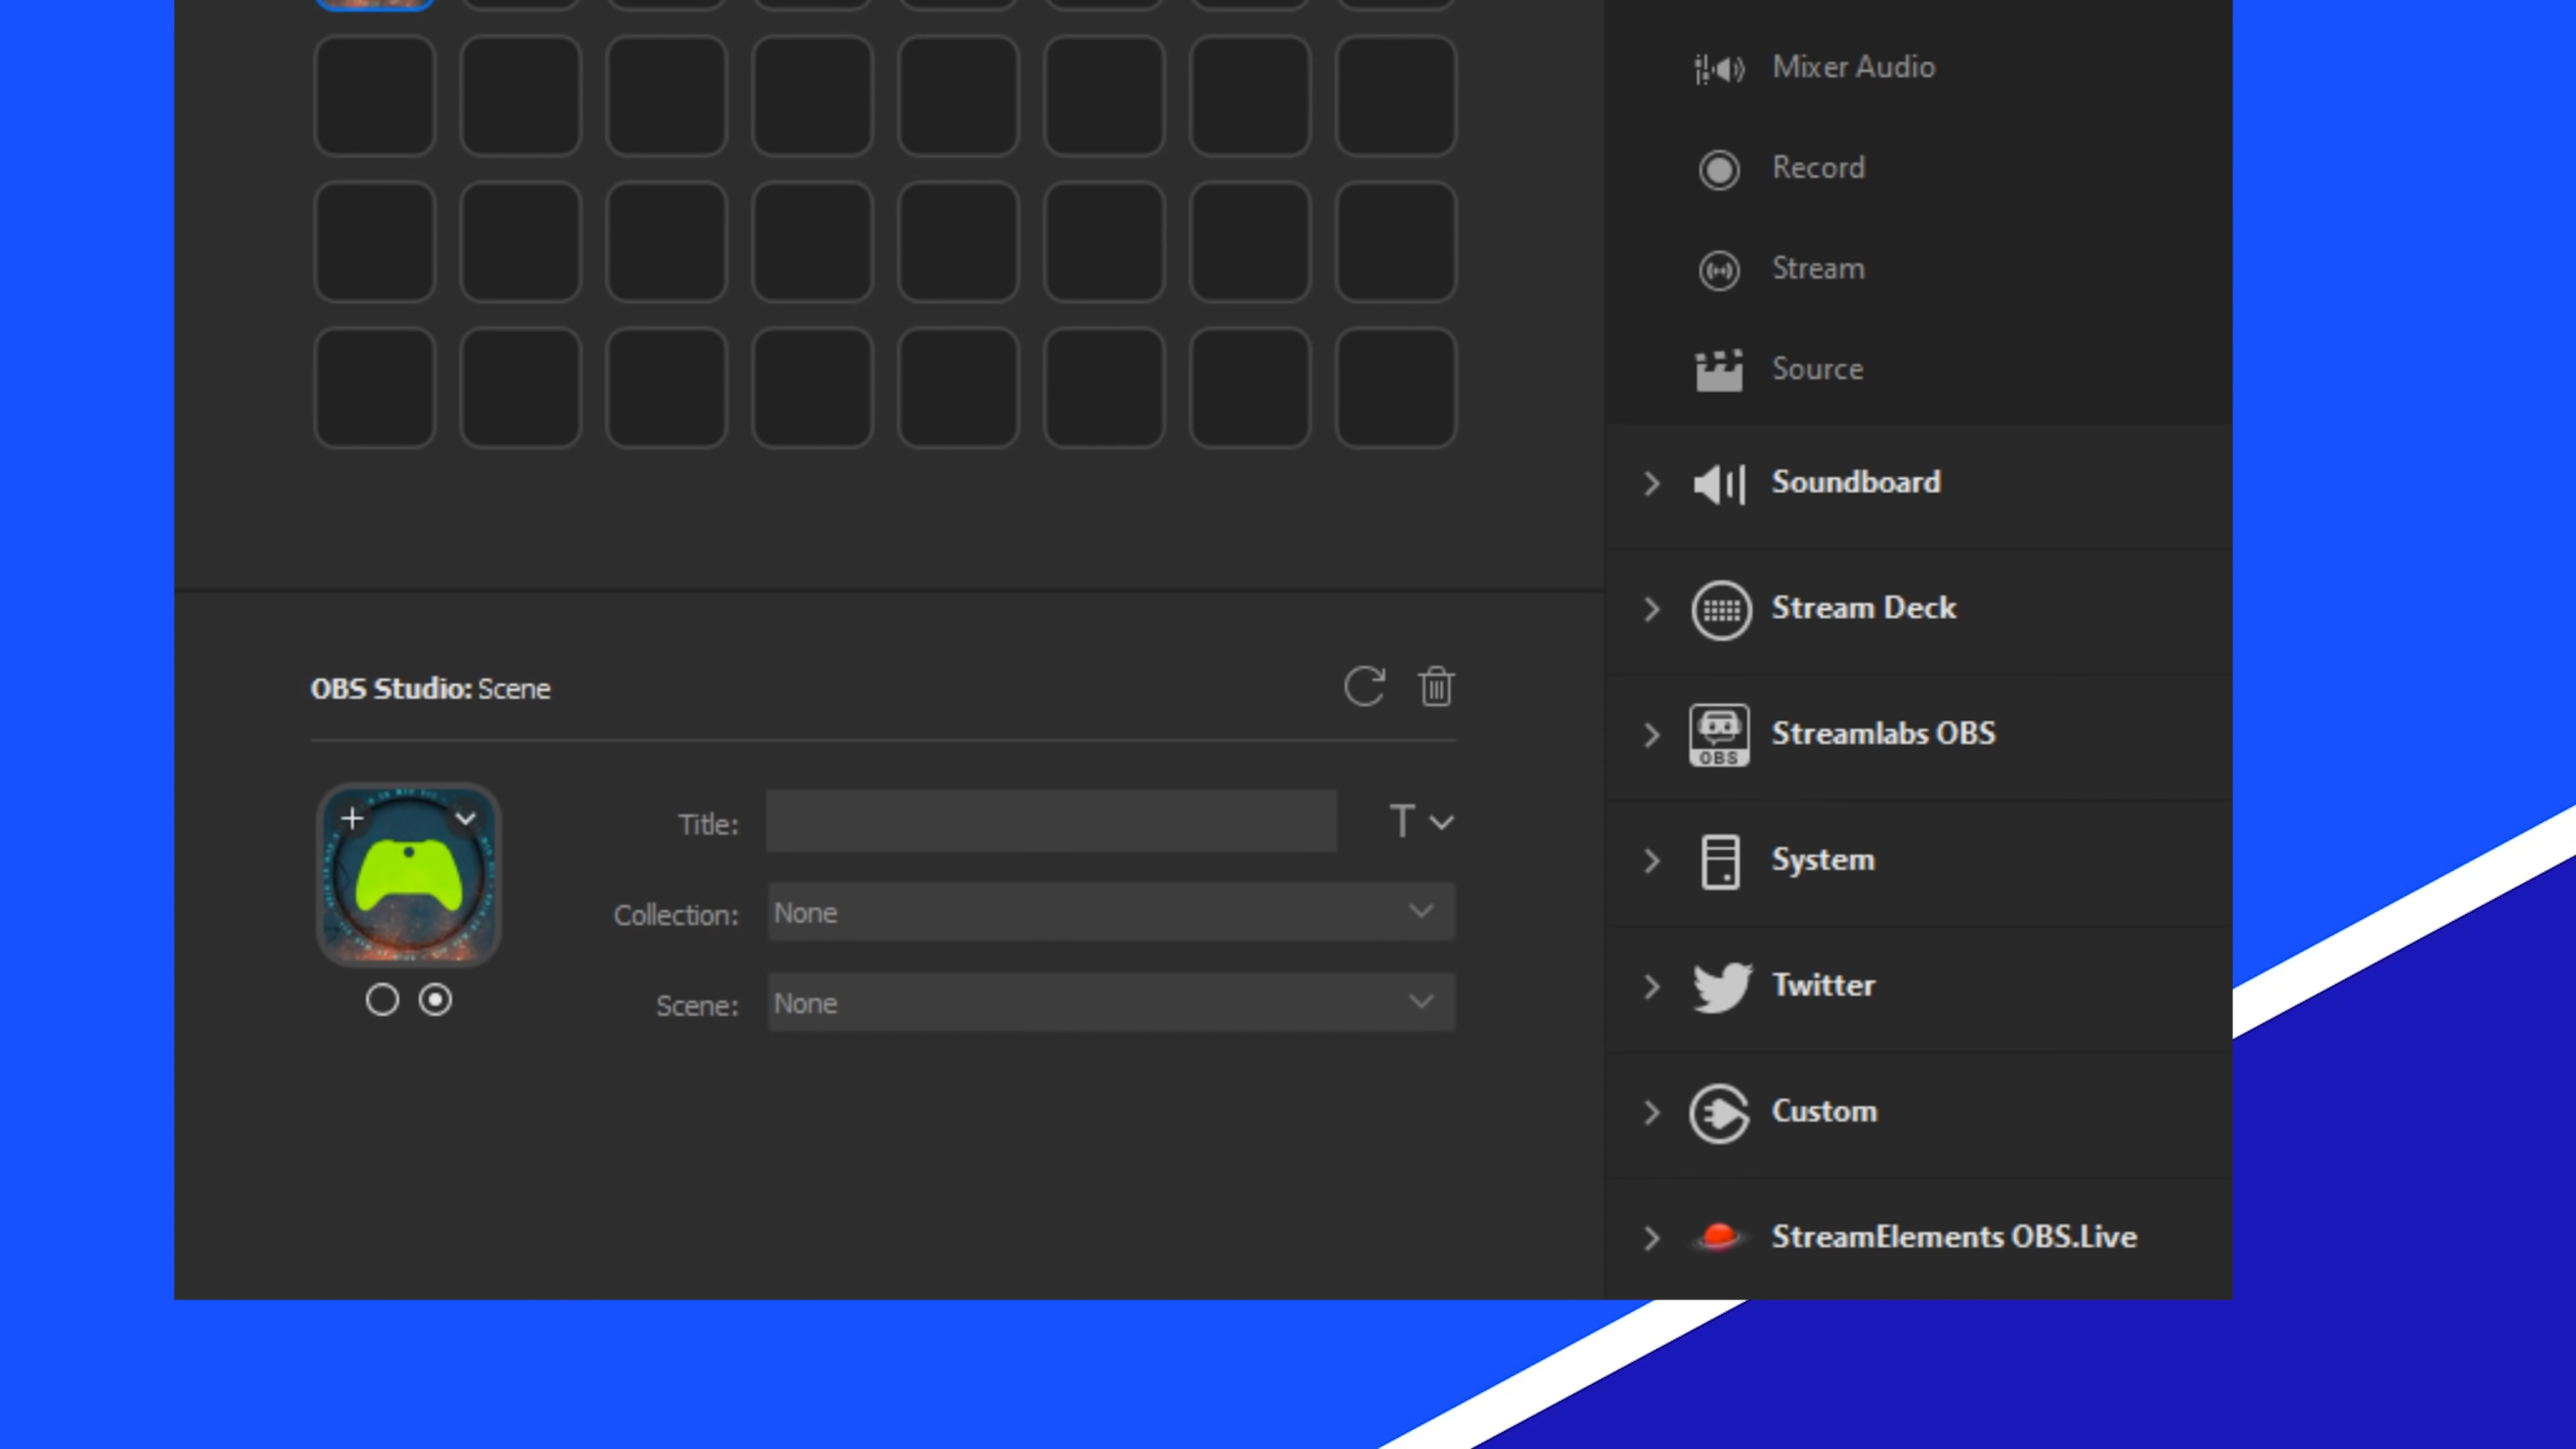 Mixer Audio
Record
Stream
Source
Soundboard
Stream Deck
OBS
Streamlabs OBS
System
Twitter
Custom
StreamElements OBS.Live
OBS Studio: Scene
Title:
T
Collection: None
Scene: None